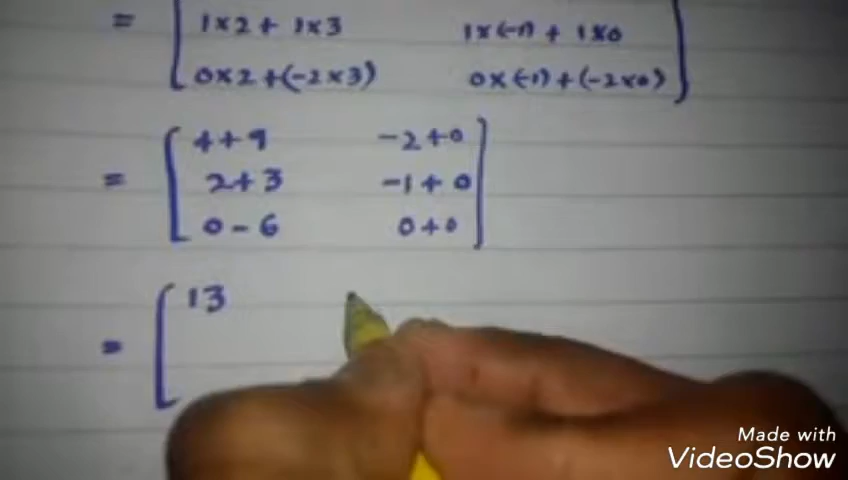 = [ 1×2 + 1×3 1×(-1) + 1×0
0×2 +(-2×3) 0×(-1) + (-2×0) ]
[ 4+9 -2+0 ]
= 2+3 -1+0
0-6 0+0
[ 13
=
Made with
VideoShow